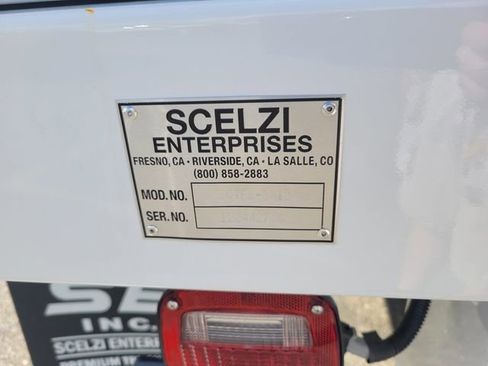 SCELZI
ENTERPRISES
FRESNO, CA • RIVERSIDE, CA • LA SALLE, CO
(800) 858-2883
MOD. NO.
SER. NO.
INC.
SCELZI ENTER
PREMIUM T